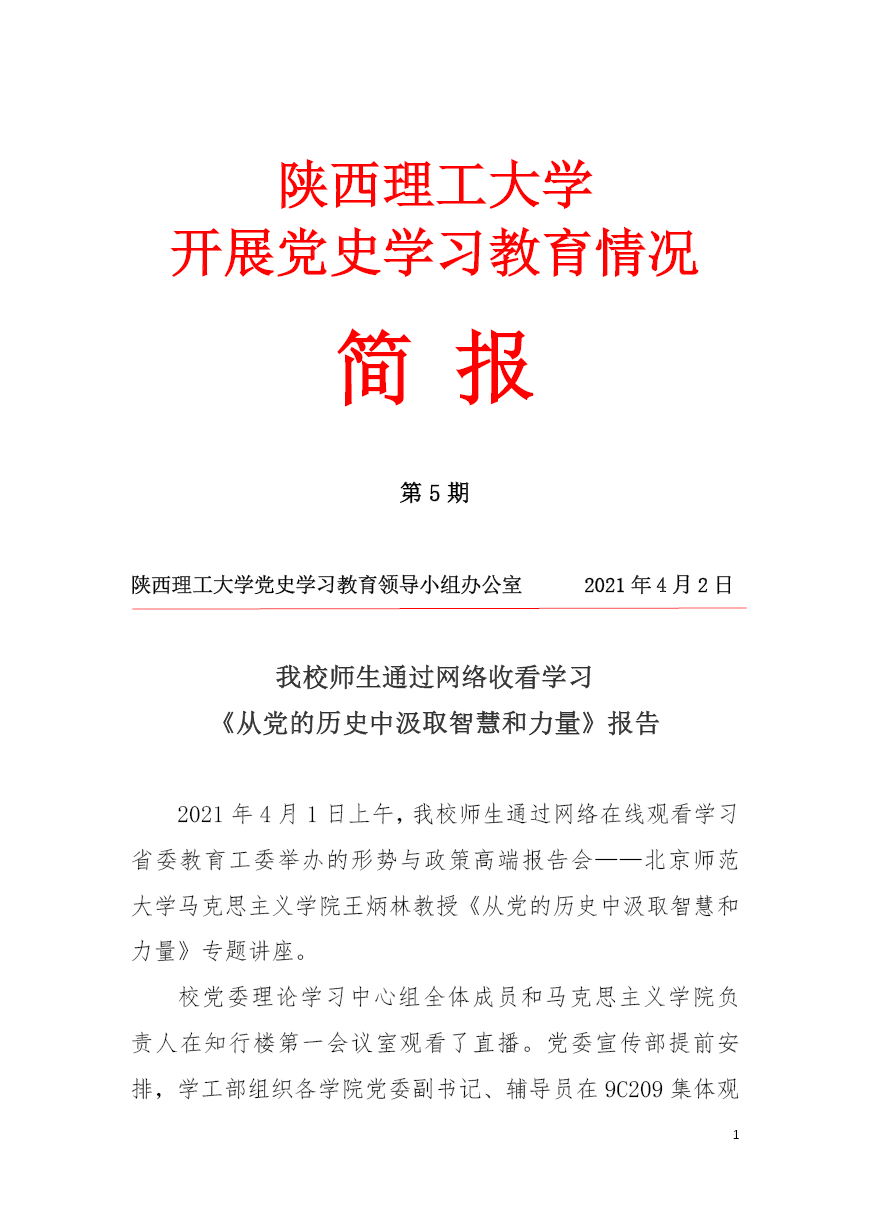 陕西理工大学
开展党史学习教育情况
简 报
第 5 期
陕西理工大学党史学习教育领导小组办公室 2021 年 4 月 2 日
我校师生通过网络收看学习
《从党的历史中汲取智慧和力量》报告
2021 年 4 月 1 日上午，我校师生通过网络在线观看学习
省委教育工委举办的形势与政策高端报告会——北京师范
大学马克思主义学院王炳林教授《从党的历史中汲取智慧和
力量》专题讲座。
校党委理论学习中心组全体成员和马克思主义学院负
责人在知行楼第一会议室观看了直播。党委宣传部提前安
排，学工部组织各学院党委副书记、辅导员在 9C209 集体观
1